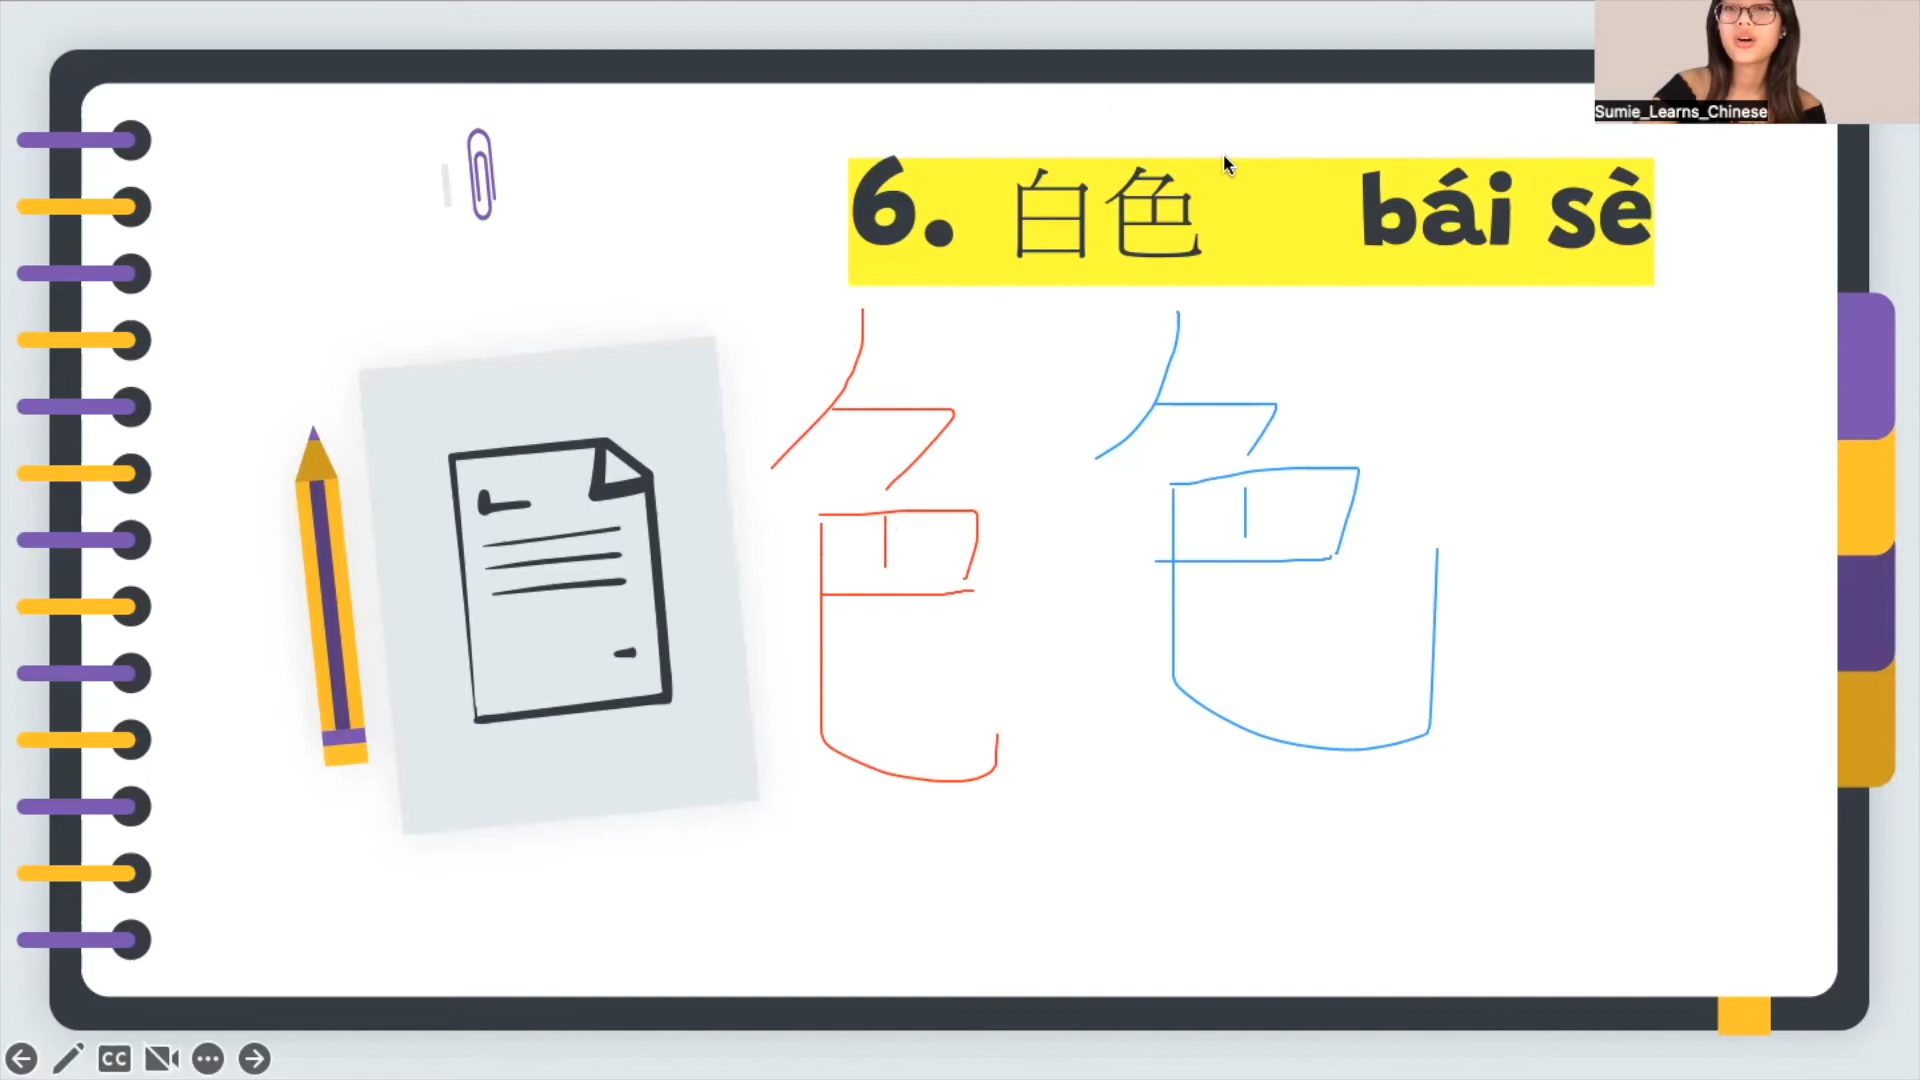 Sumie_Learns_Chinese
6. 白色 bái sè
色 色
CC